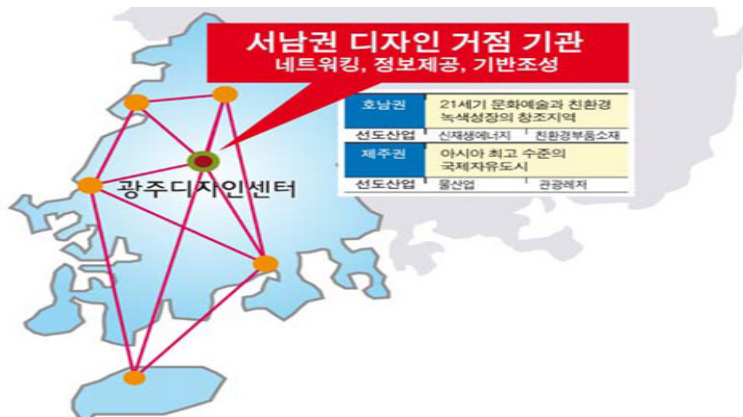 서남권 디자인 거점 기관
네트워킹, 정보제공, 기반조성
호남권 21세기 문화예술과 친환경
녹색성장의 창조지역
선도산업 신재생에너지 친환경부품소재
제주권 아시아 최고 수준의
국제자유도시
선도산업 물산업 관광레저
광주디자인센터